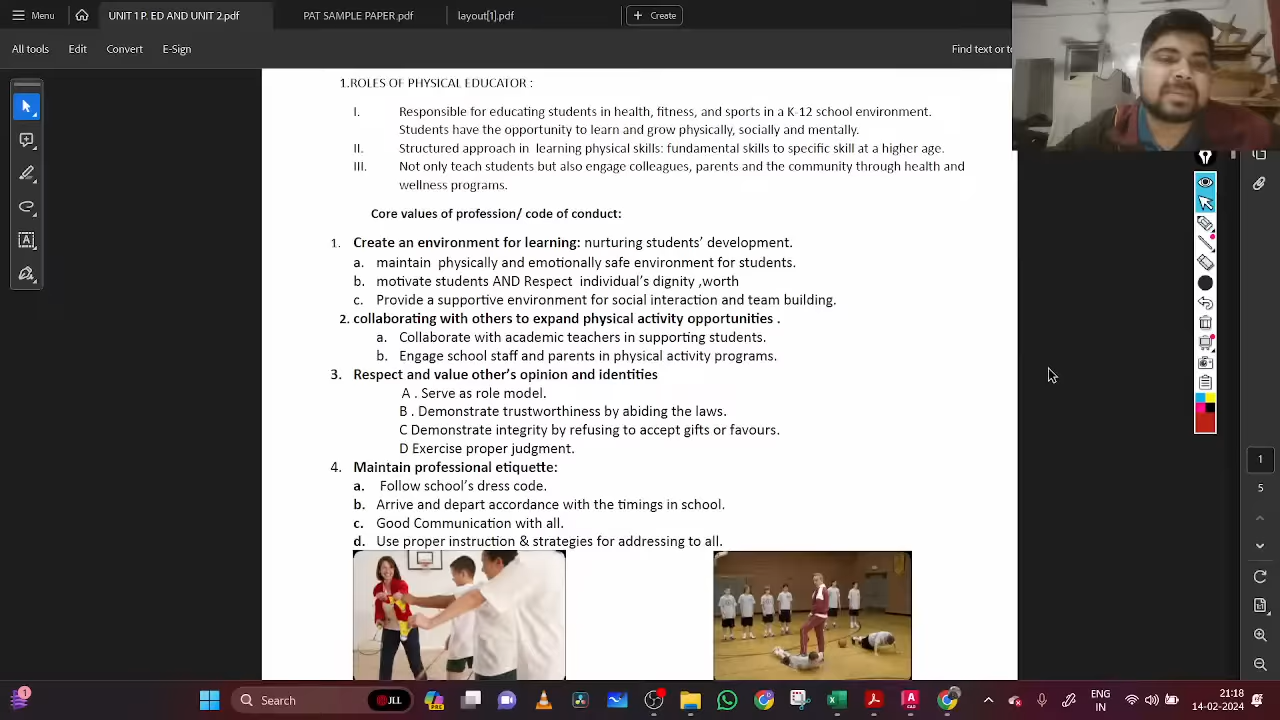 Menu UNIT 1 P. ED AND UNIT 2.pdf PAT SAMPLE PAPER.pdf layout[1].pdf + Create
All tools Edit Convert E-Sign Find text or to
1.ROLES OF PHYSICAL EDUCATOR :
I. Responsible for educating students in health, fitness, and sports in a K-12 school environment.
Students have the opportunity to learn and grow physically, socially and mentally.
II. Structured approach in learning physical skills: fundamental skills to specific skill at a higher age.
III. Not only teach students but also engage colleagues, parents and the community through health and
wellness programs.
Core values of profession/ code of conduct:
1. Create an environment for learning: nurturing students’ development.
a. maintain physically and emotionally safe environment for students.
b. motivate students AND Respect individual’s dignity ,worth
c. Provide a supportive environment for social interaction and team building.
2. collaborating with others to expand physical activity opportunities .
a. Collaborate with academic teachers in supporting students.
b. Engage school staff and parents in physical activity programs.
3. Respect and value other’s opinion and identities
A . Serve as role model.
B . Demonstrate trustworthiness by abiding the laws.
C Demonstrate integrity by refusing to accept gifts or favours.
D Exercise proper judgment.
4. Maintain professional etiquette:
a. Follow school’s dress code.
b. Arrive and depart accordance with the timings in school.
c. Good Communication with all.
d. Use proper instruction & strategies for addressing to all.
1
5
1 Search JLL PRE ENG 21:18
IN 14-02-2024